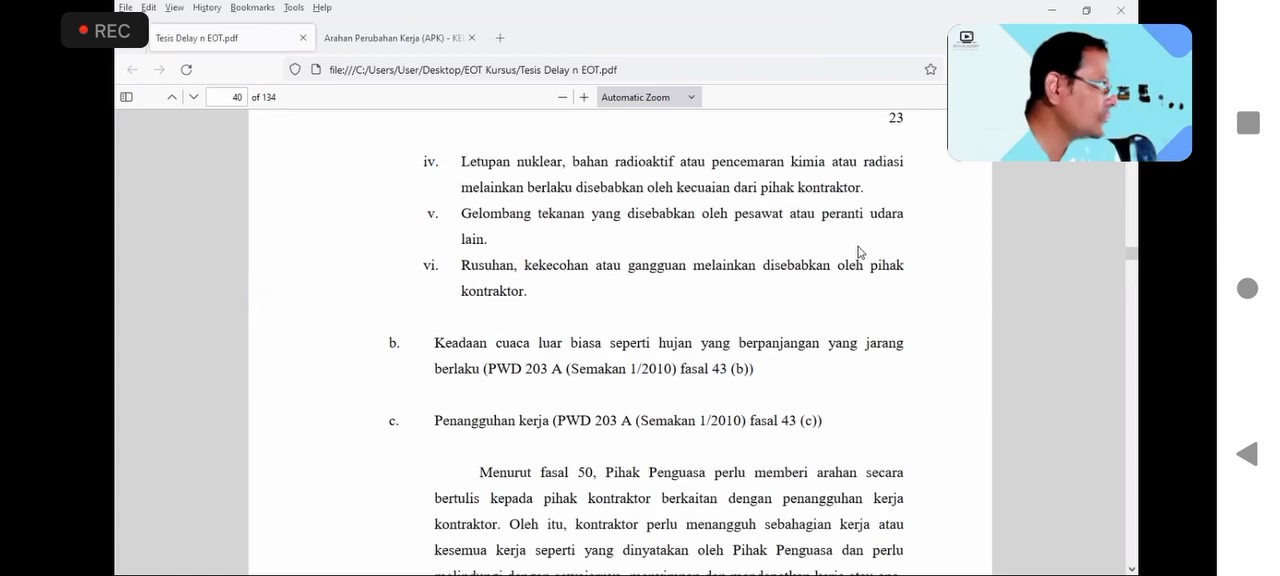 File Edit View History Bookmarks Tools Help
REC
Tesis Delay n EOT.pdf
Arahan Perubahan Kerja (APK) - KE
file:///C:/Users/User/Desktop/EOT Kursus/Tesis Delay n EOT.pdf
40 of 134
Automatic Zoom
23
iv. Letupan nuklear, bahan radioaktif atau pencemaran kimia atau radiasi
melainkan berlaku disebabkan oleh kecuaian dari pihak kontraktor.
v. Gelombang tekanan yang disebabkan oleh pesawat atau peranti udara
lain.
vi. Rusuhan, kekecohan atau gangguan melainkan disebabkan oleh pihak
kontraktor.
b. Keadaan cuaca luar biasa seperti hujan yang berpanjangan yang jarang
berlaku (PWD 203 A (Semakan 1/2010) fasal 43 (b))
c. Penangguhan kerja (PWD 203 A (Semakan 1/2010) fasal 43 (c))
Menurut fasal 50, Pihak Penguasa perlu memberi arahan secara
bertulis kepada pihak kontraktor berkaitan dengan penangguhan kerja
kontraktor. Oleh itu, kontraktor perlu menangguh sebahagian kerja atau
kesemua kerja seperti yang dinyatakan oleh Pihak Penguasa dan perlu